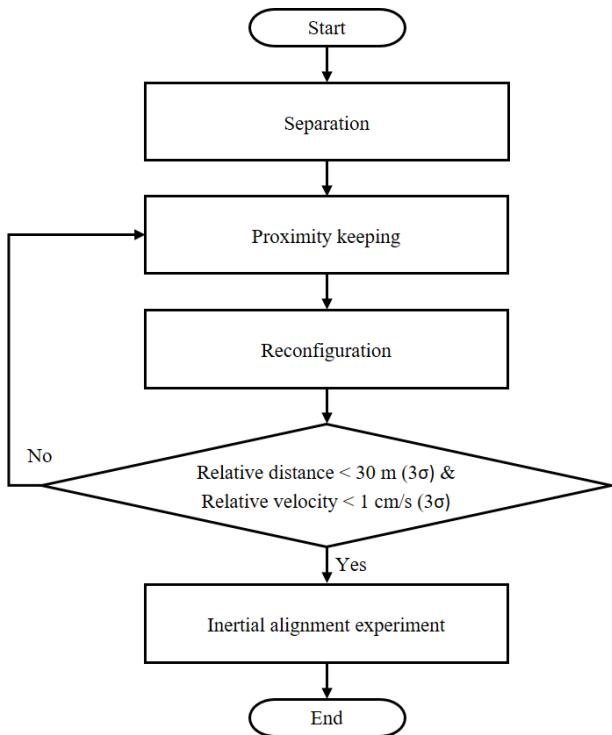 Start
Separation
Proximity keeping
Reconfiguration
No
Relative distance < 30 m (3σ) &
Relative velocity < 1 cm/s (3σ)
Yes
Inertial alignment experiment
End